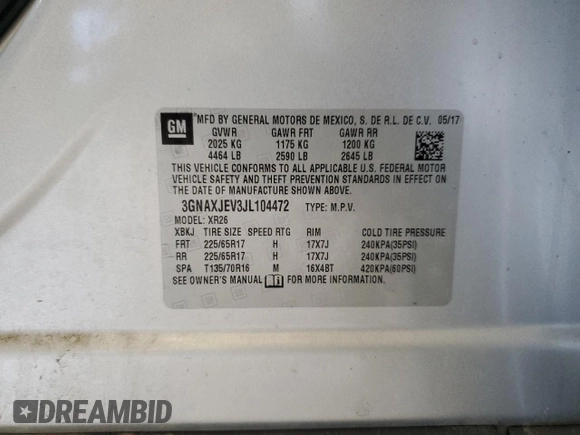 GM
MFD BY GENERAL MOTORS DE MEXICO, S. DE R.L. DE C.V. 05/17
GVWR GAWR FRT GAWR RR
2025 KG 1175 KG 1200 KG
4464 LB 2590 LB 2645 LB
THIS VEHICLE CONFORMS TO ALL APPLICABLE U.S. FEDERAL MOTOR
VEHICLE SAFETY AND THEFT PREVENTION STANDARDS IN EFFECT ON
THE DATE OF MANUFACTURE SHOWN ABOVE.
3GNAXJEV3JL104472 TYPE: M.P.V.
MODEL: XR26
XBKJ TIRE SIZE SPEED RTG RIM COLD TIRE PRESSURE
FRT 225/65R17 H 17X7J 240KPA(35PSI)
RR 225/65R17 H 17X7J 240KPA(35PSI)
SPA T135/70R16 M 16X4BT 420KPA(60PSI)
SEE OWNER'S MANUAL FOR MORE INFORMATION
DREAMBID